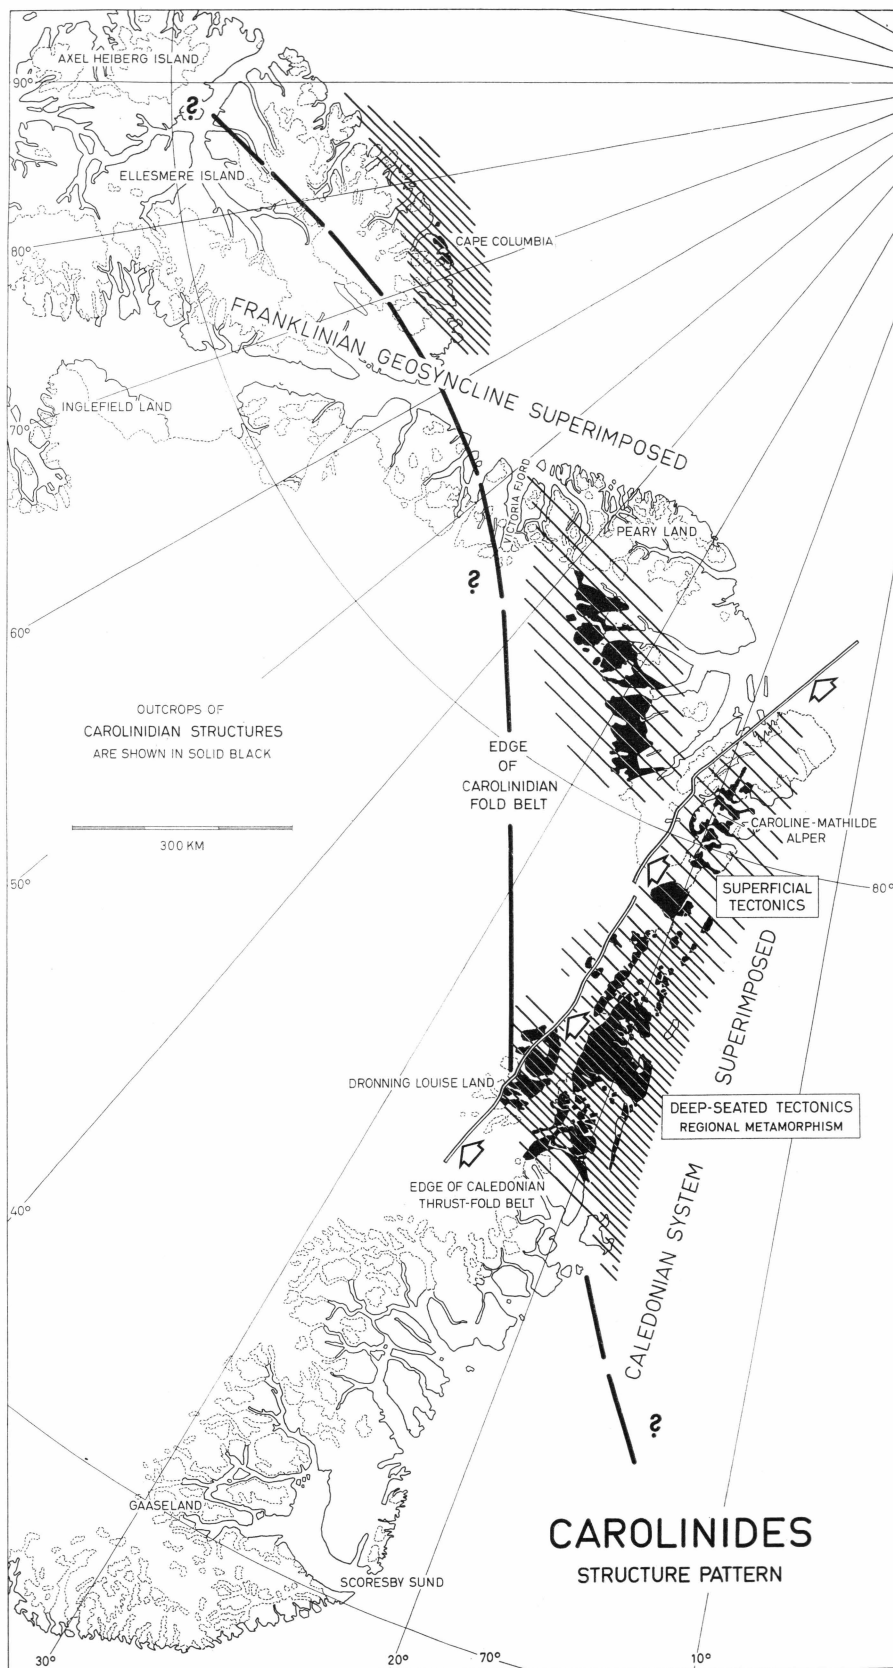 AXEL HEIBERG ISLAND
90°
?
ELLESMERE ISLAND
CAPE COLUMBIA
80°
FRANKLINIAN GEOSYNCLINE SUPERIMPOSED
INGLEFIELD LAND
70°
VICTORIA FJORD
PEARY LAND
?
60°
OUTCROPS OF
CAROLINIDIAN STRUCTURES
ARE SHOWN IN SOLID BLACK
EDGE
OF
CAROLINIDIAN
FOLD BELT
300 KM
CAROLINE-MATHILDE
ALPER
50°
80°
SUPERFICIAL
TECTONICS
DRONNING LOUISE LAND
DEEP-SEATED TECTONICS
REGIONAL METAMORPHISM
CALEDONIAN SYSTEM SUPERIMPOSED
EDGE OF CALEDONIAN
THRUST-FOLD BELT
40°
?
GAASELAND
CAROLINIDES
STRUCTURE PATTERN
SCORESBY SUND
30°
20°
70°
10°